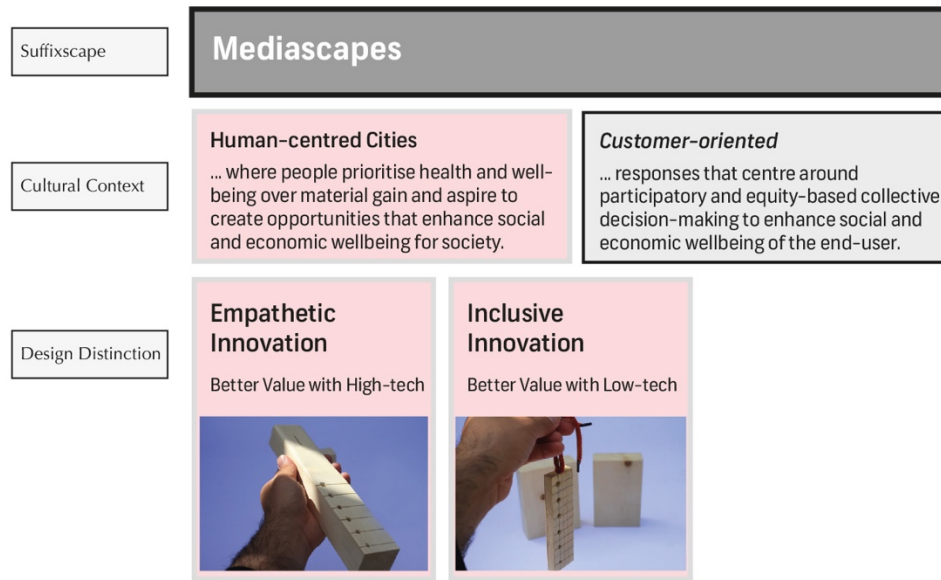 Suffixscape
Mediascapes
Cultural Context
Human-centred Cities
... where people prioritise health and well-
being over material gain and aspire to
create opportunities that enhance social
and economic wellbeing for society.
Customer-oriented
... responses that centre around
participatory and equity-based collective
decision-making to enhance social and
economic wellbeing of the end-user.
Design Distinction
Empathetic
Innovation
Better Value with High-tech
Inclusive
Innovation
Better Value with Low-tech